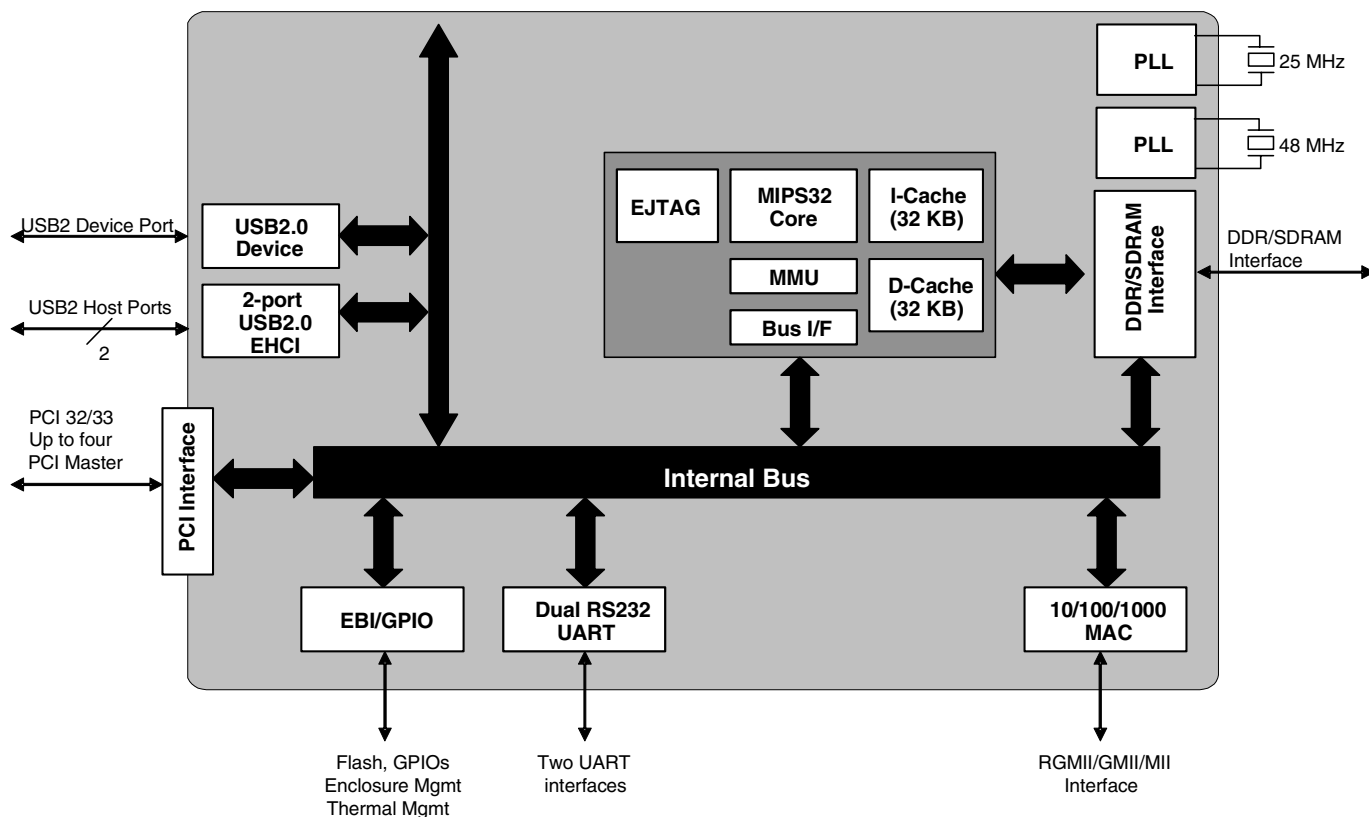 PLL
25 MHz
PLL
48 MHz
EJTAG
MIPS32
Core
I-Cache
(32 KB)
MMU
D-Cache
(32 KB)
Bus I/F
DDR/SDRAM
Interface
DDR/SDRAM
Interface
USB2 Device Port
USB2.0
Device
USB2 Host Ports
2
2-port
USB2.0
EHCI
PCI 32/33
Up to four
PCI Master
PCI Interface
Internal Bus
EBI/GPIO
Dual RS232
UART
10/100/1000
MAC
Flash, GPIOs
Enclosure Mgmt
Thermal Mgmt
Two UART
interfaces
RGMII/GMII/MII
Interface